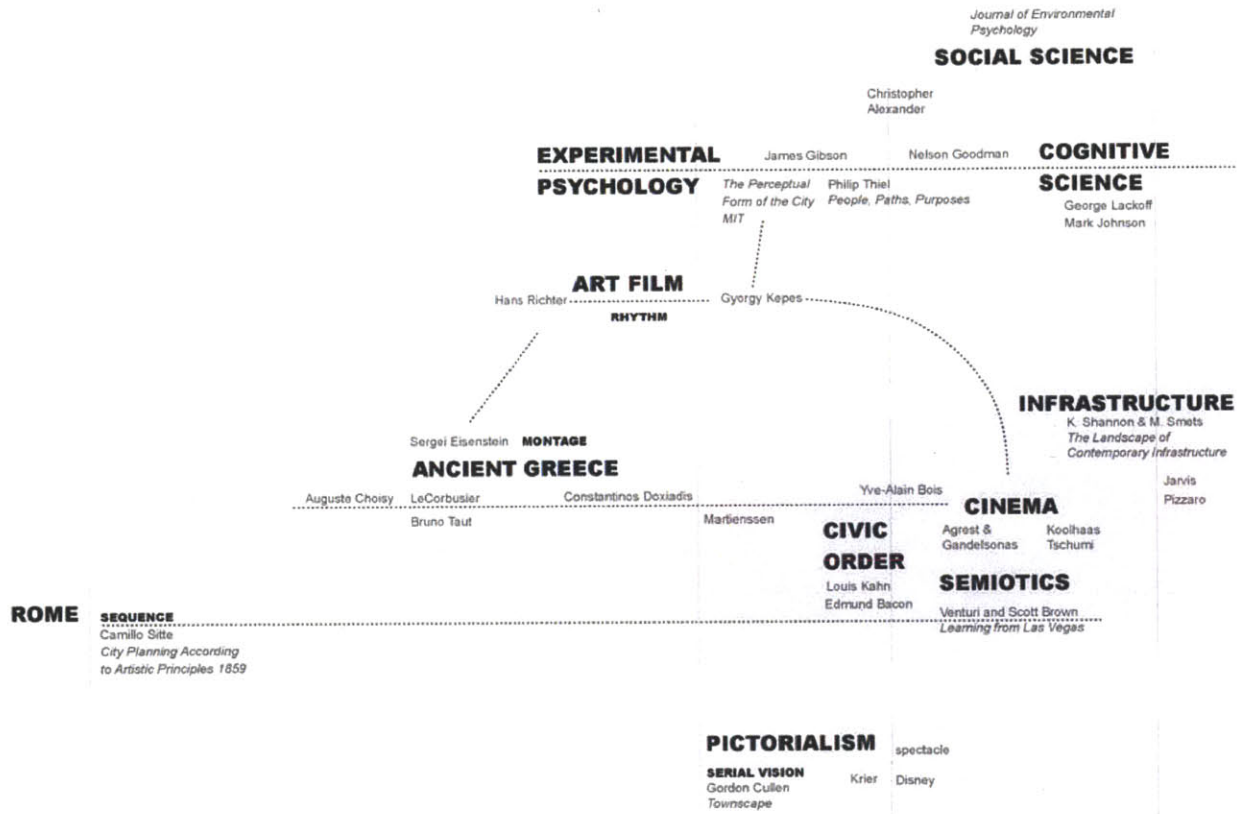 Journal of Environmental
Psychology
SOCIAL SCIENCE
Christopher
Alexander
EXPERIMENTAL
PSYCHOLOGY
James Gibson
Nelson Goodman
COGNITIVE
SCIENCE
The Perceptual
Form of the City
MIT
Philip Thiel
People, Paths, Purposes
George Lackoff
Mark Johnson
ART FILM
Hans Richter
Gyorgy Kepes
RHYTHM
INFRASTRUCTURE
K. Shannon & M. Smets
The Landscape of
Contemporary Infrastructure
Jarvis
Pizzaro
Sergei Eisenstein MONTAGE
ANCIENT GREECE
Auguste Choisy
LeCorbusier
Bruno Taut
Constantinos Doxiadis
Martienssen
Yve-Alain Bois
CINEMA
Agrest &
Gandelsonas
Koolhaas
Tschumi
CIVIC
ORDER
Louis Kahn
Edmund Bacon
SEMIOTICS
Venturi and Scott Brown
Learning from Las Vegas
ROME
SEQUENCE
Camillo Sitte
City Planning According
to Artistic Principles 1859
PICTORIALISM
spectacle
SERIAL VISION
Gordon Cullen
Townscape
Krier
Disney